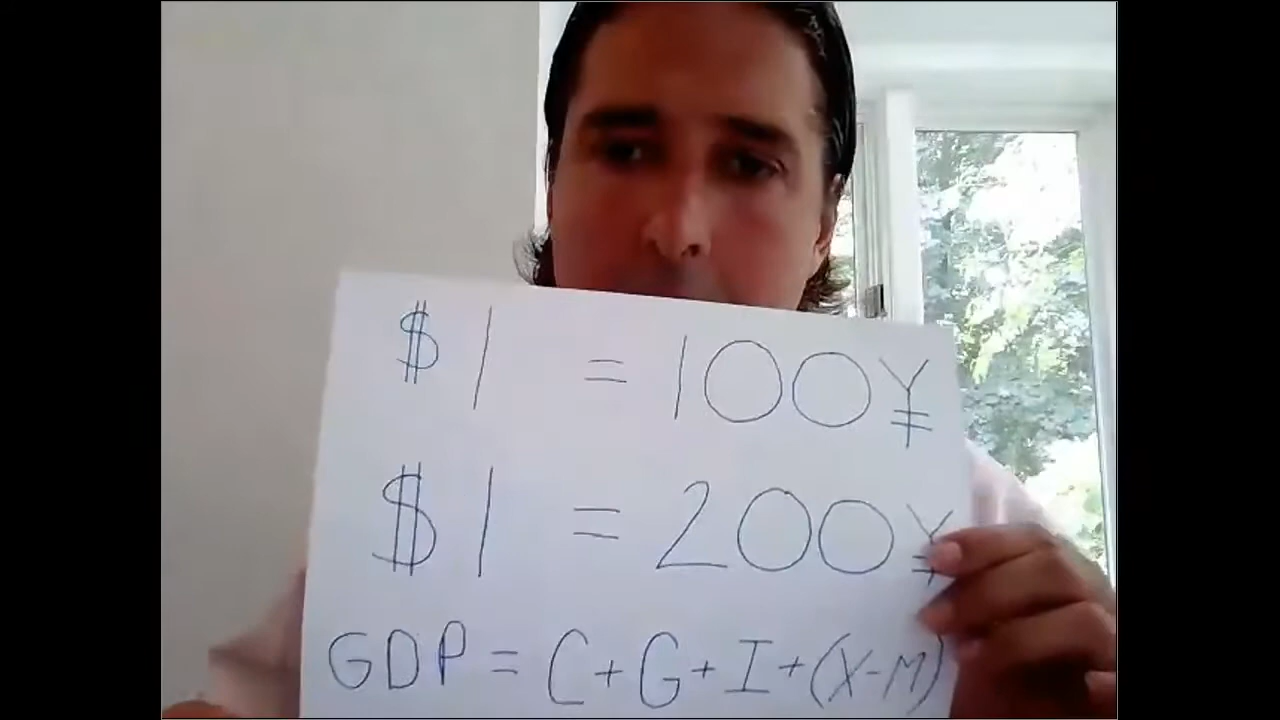 $1 = 100¥
$1 = 200¥
GDP = C+G+I+(X-M)